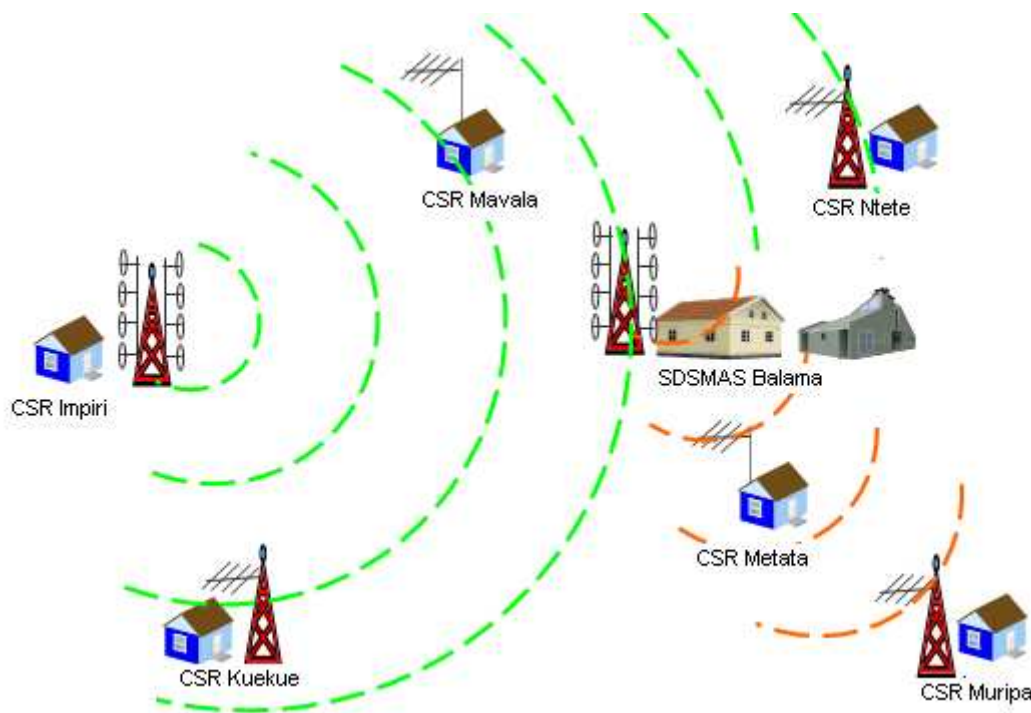 CSR Mavala
CSR Ntete
SDSMAS Balama
CSR Impiri
CSR Metata
CSR Kuekue
CSR Muripa